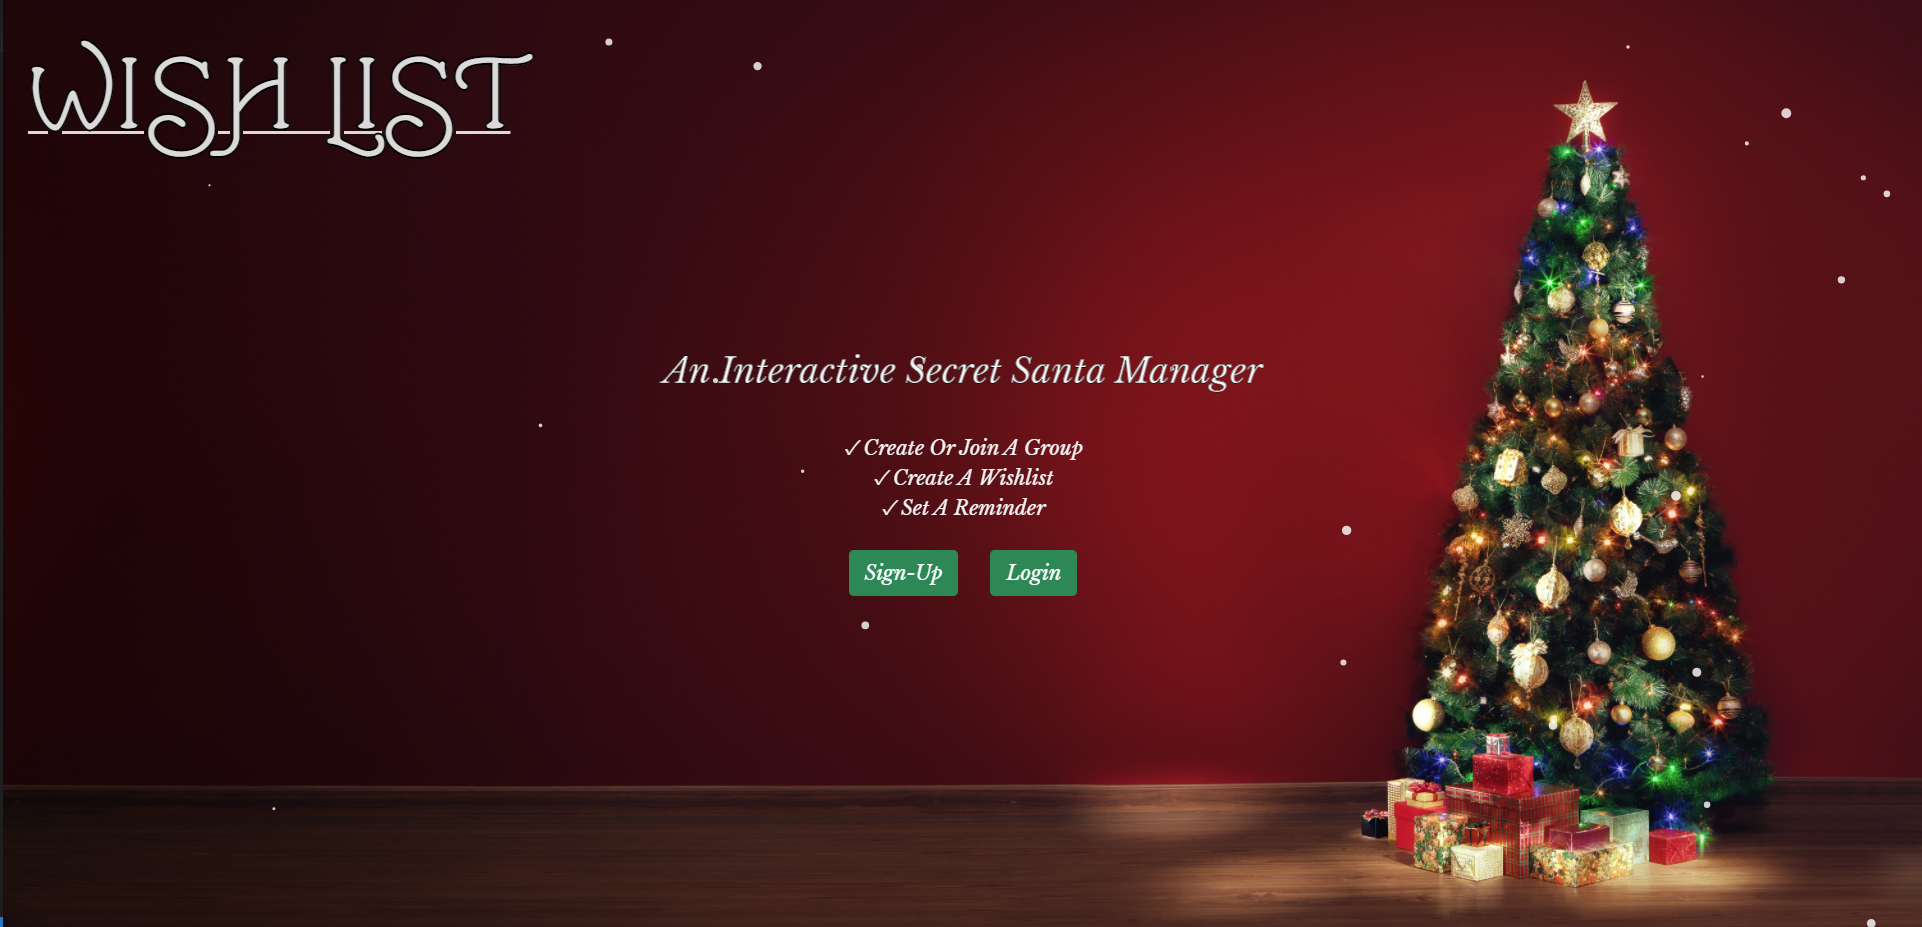 WISH LIST
An Interactive Secret Santa Manager
✓Create Or Join A Group
✓Create A Wishlist
✓Set A Reminder
Sign-Up
Login